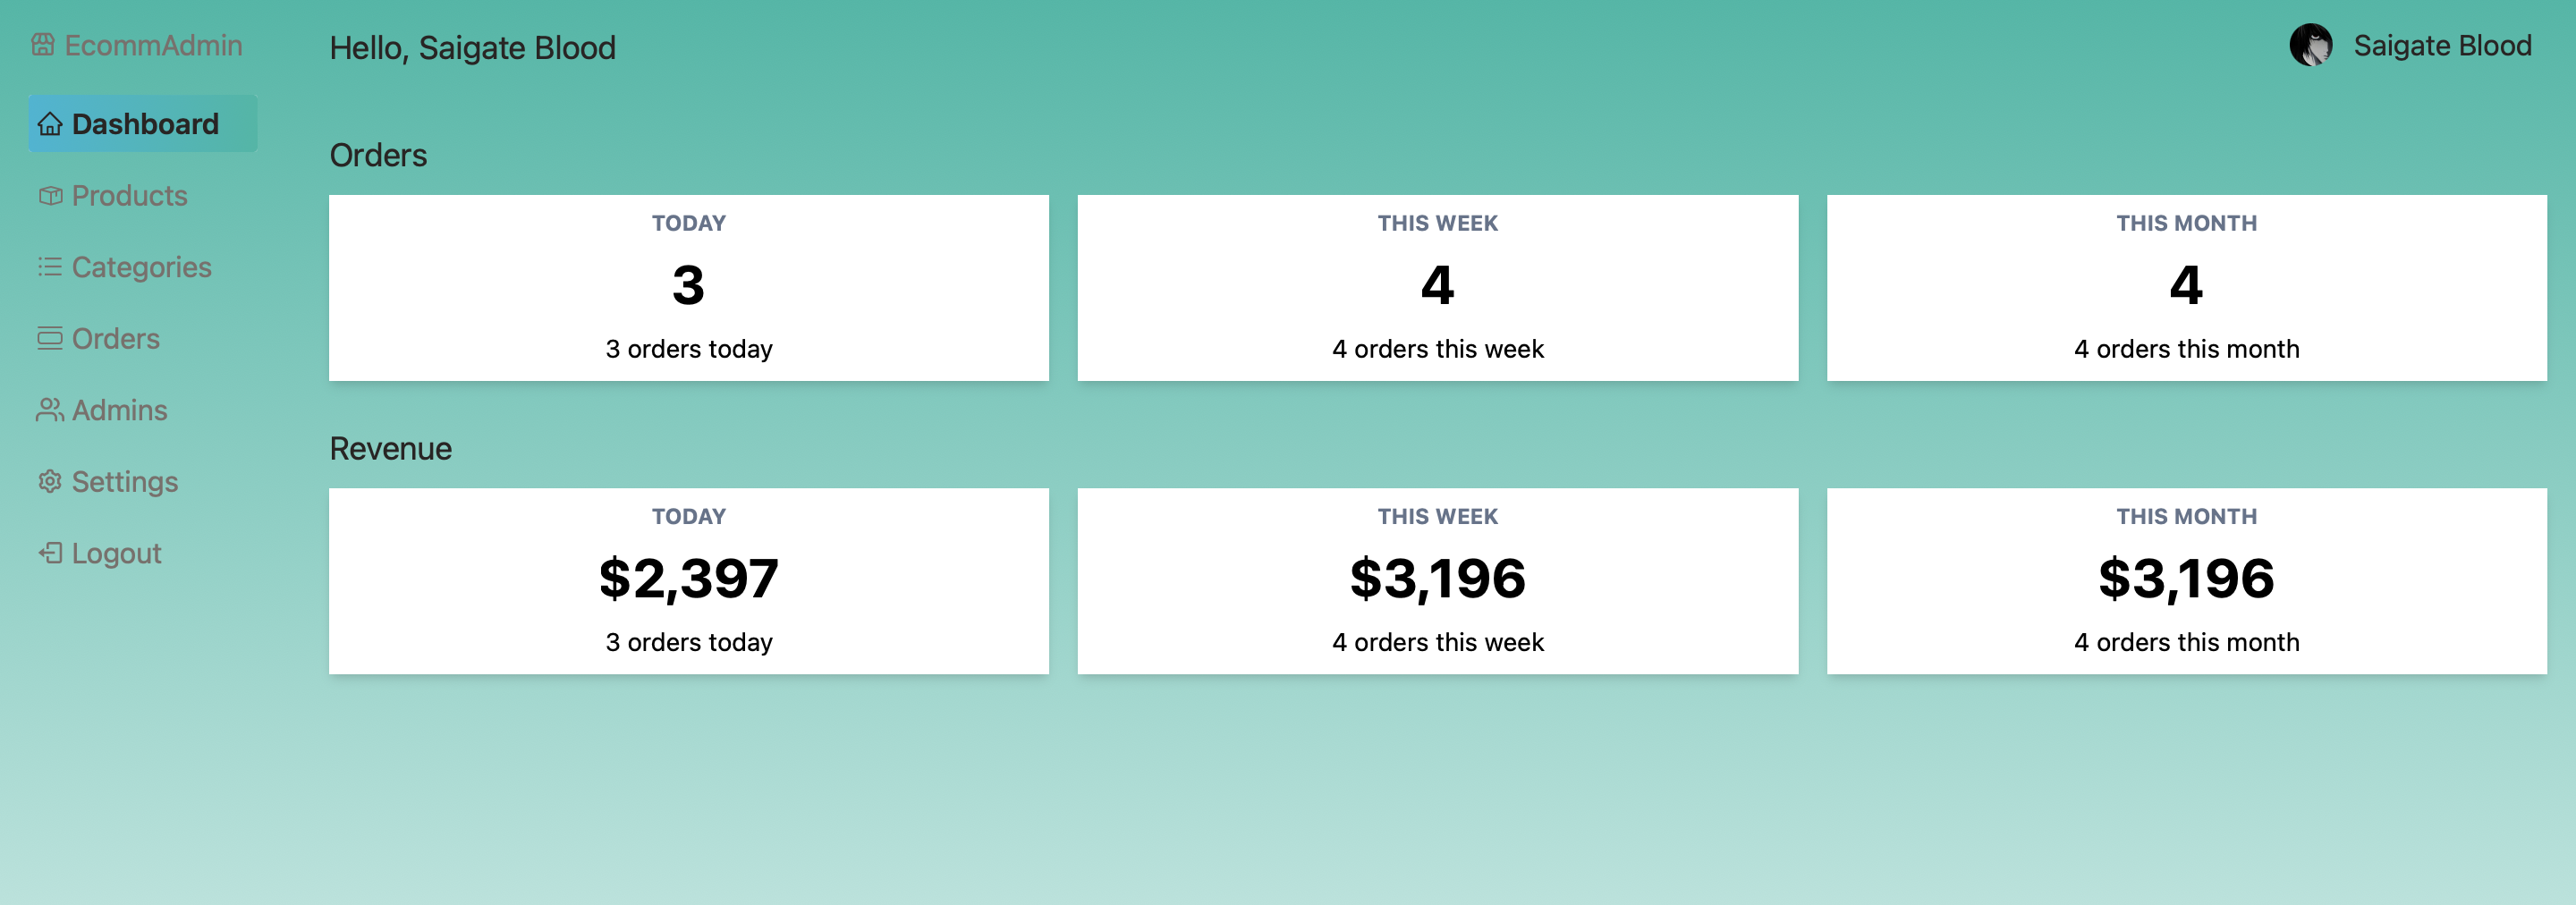 EcommAdmin
Hello, Saigate Blood
Saigate Blood
Dashboard
Products
Categories
Orders
Admins
Settings
Logout
Orders
TODAY
3
3 orders today
THIS WEEK
4
4 orders this week
THIS MONTH
4
4 orders this month
Revenue
TODAY
$2,397
3 orders today
THIS WEEK
$3,196
4 orders this week
THIS MONTH
$3,196
4 orders this month